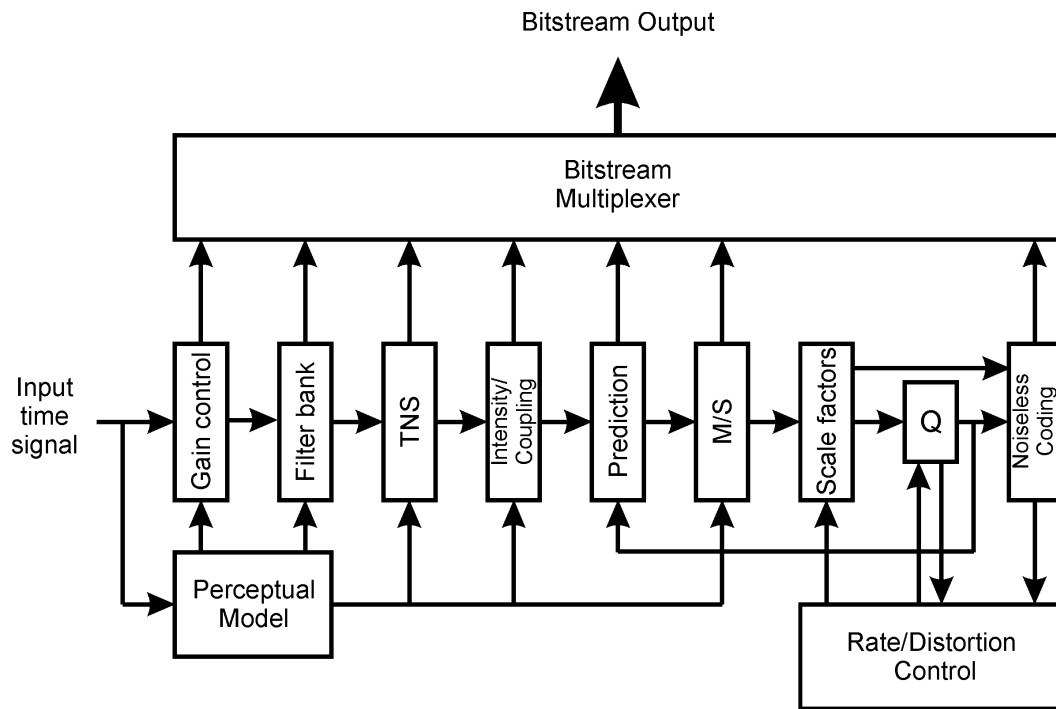 Bitstream Output
Bitstream
Multiplexer
Input
time
signal
Gain control
Filter bank
TNS
Intensity/
Coupling
Prediction
M/S
Scale factors
Q
Noiseless
Coding
Perceptual
Model
Rate/Distortion
Control